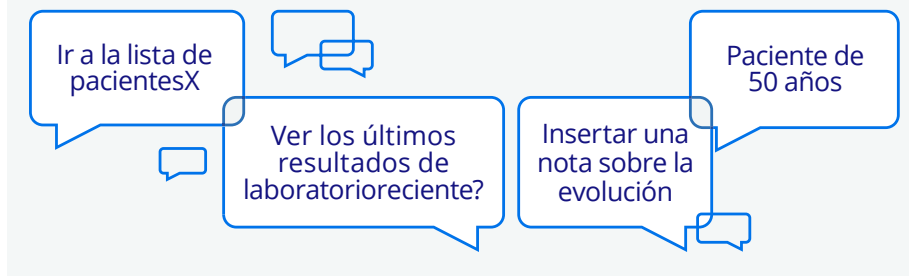 Ir a la lista de
pacientesX
Ver los últimos
resultados de
laboratorioreciente?
Insertar una
nota sobre la
evolución
Paciente de
50 años